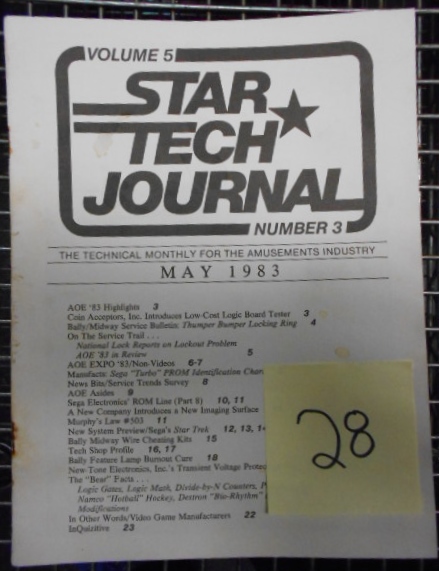 VOLUME 5
STAR
TECH
JOURNAL
NUMBER 3
THE TECHNICAL MONTHLY FOR THE AMUSEMENTS INDUSTRY
MAY 1983
AOE '83 Highlights 3
Coin Acceptors, Inc. Introduces Low-Cost Logic Board Tester 3
Bally/Midway Service Bulletin: Thumper Bumper Locking Ring 4
On The Service Trail . . .
National Lock Reports on Lockout Problem
AOE '83 in Review 5
AOE EXPO '83/Non-Videos 6-7
Manufacts: Sega "Turbo" PROM Identification
News Bits/Service Trends Survey 8
AOE Asides 9
Sega Electronics' ROM Line (Part 8) 10, 11
A New Company Introduces a New Imaging Surface
Murphy's Law #503 11
New System Preview/Sega's Star Trek 12, 13,
Bally Midway Wire Cheating Kits 15
Tech Shop Profile 16, 17
Bally Feature Lamp Burnout Care 18
New-Tone Electronics, Inc.'s Transient Voltage
The "Bear" Facts . . .
Logic Gates, Logic Math, Divide-by-N Counters,
Namco "Hotball" Hockey, Destron "Bio-Rhythm"
Modifications
In Other Words/Video Game Manufacturers 22
InQuizitive 23
28